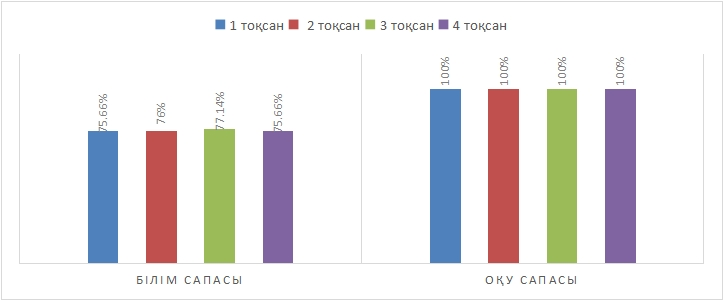 1 тоқсан 2 тоқсан 3 тоқсан 4 тоқсан
75.66% 76% 77.14% 75.66% 100% 100% 100% 100%
БІЛІМ САПАСЫ ОҚУ САПАСЫ